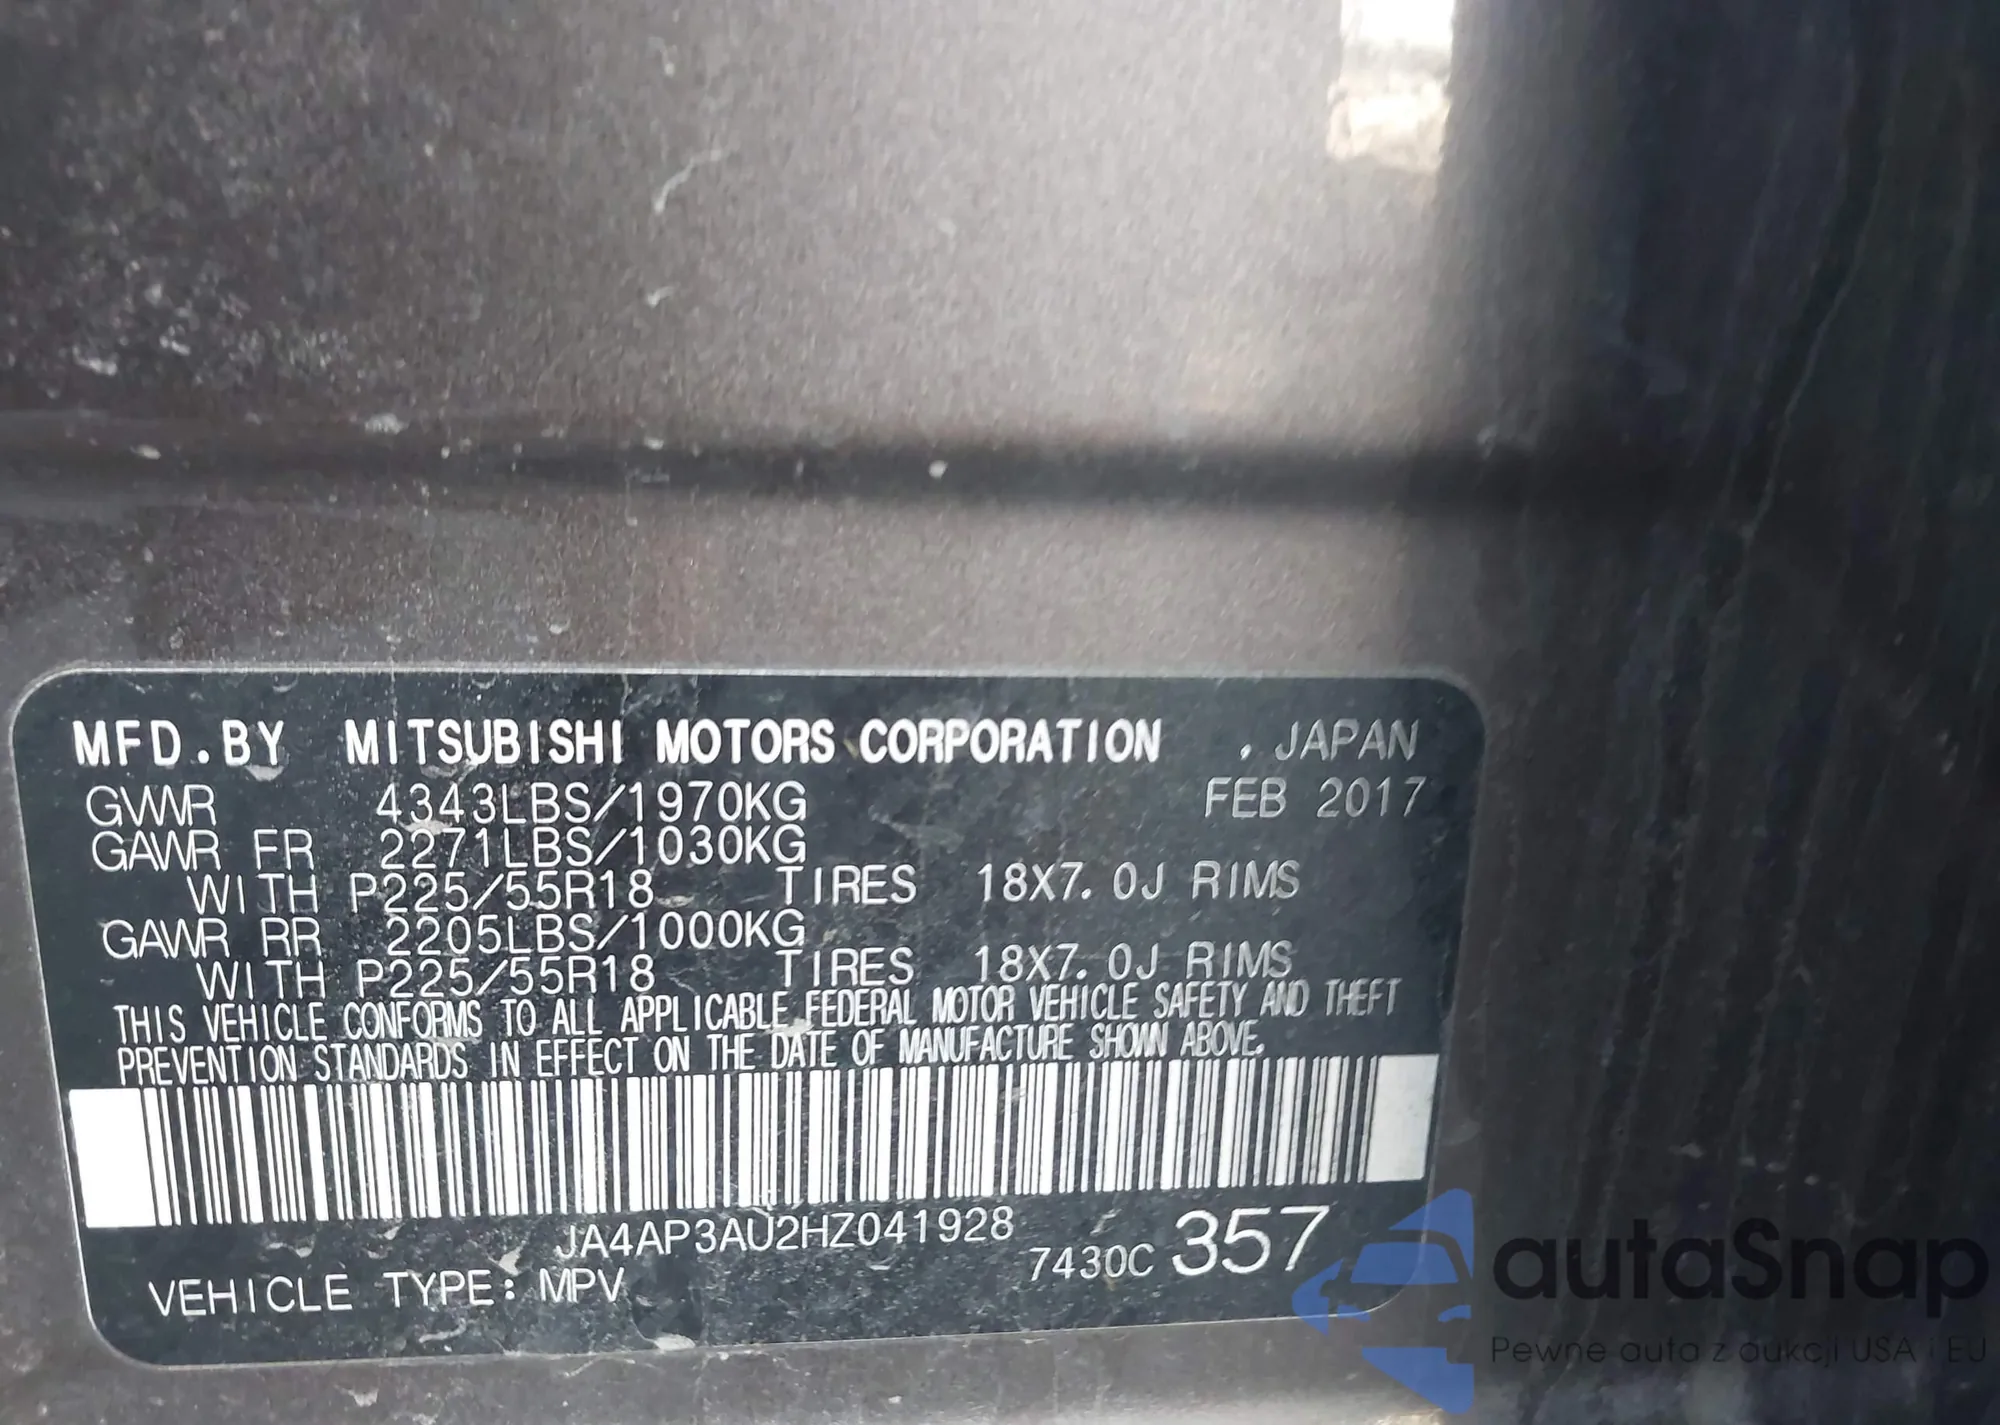 MFD.BY MITSUBISHI MOTORS CORPORATION , JAPAN
GVWR 4343LBS/1970KG FEB 2017
GAWR FR 2271LBS/1030KG
WITH P225/55R18 TIRES 18X7.0J RIMS
GAWR RR 2205LBS/1000KG
WITH P225/55R18 TIRES 18X7.0J RIMS
THIS VEHICLE CONFORMS TO ALL APPLICABLE FEDERAL MOTOR VEHICLE SAFETY AND THEFT
PREVENTION STANDARDS IN EFFECT ON THE DATE OF MANUFACTURE SHOWN ABOVE.
JA4AP3AU2HZ041928
7430C 357
VEHICLE TYPE: MPV
autaSnap
Pewne auta z aukcji USA i EU